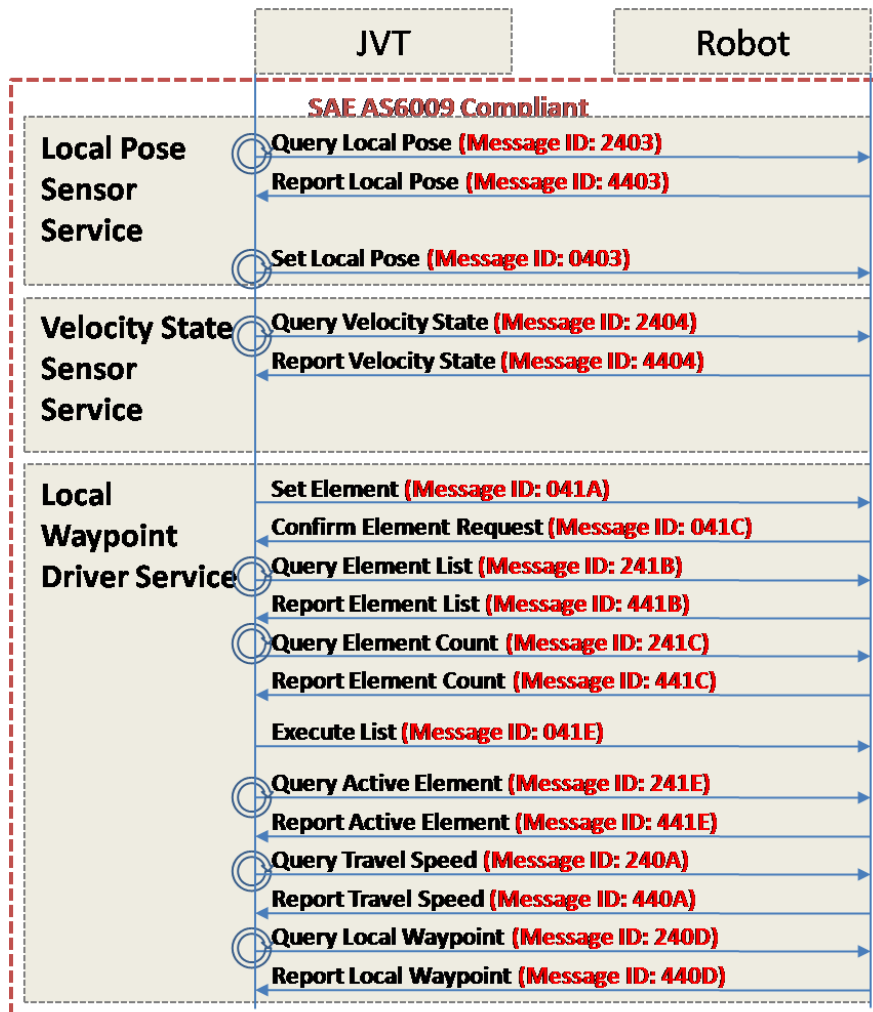 JVT
Robot
SAE AS6009 Compliant
Local Pose
Sensor
Service
Query Local Pose (Message ID: 2403)
Report Local Pose (Message ID: 4403)
Set Local Pose (Message ID: 0403)
Velocity State
Sensor
Service
Query Velocity State (Message ID: 2404)
Report Velocity State (Message ID: 4404)
Local
Waypoint
Driver Service
Set Element (Message ID: 041A)
Confirm Element Request (Message ID: 041C)
Query Element List (Message ID: 241B)
Report Element List (Message ID: 441B)
Query Element Count (Message ID: 241C)
Report Element Count (Message ID: 441C)
Execute List (Message ID: 041E)
Query Active Element (Message ID: 241E)
Report Active Element (Message ID: 441E)
Query Travel Speed (Message ID: 240A)
Report Travel Speed (Message ID: 440A)
Query Local Waypoint (Message ID: 240D)
Report Local Waypoint (Message ID: 440D)